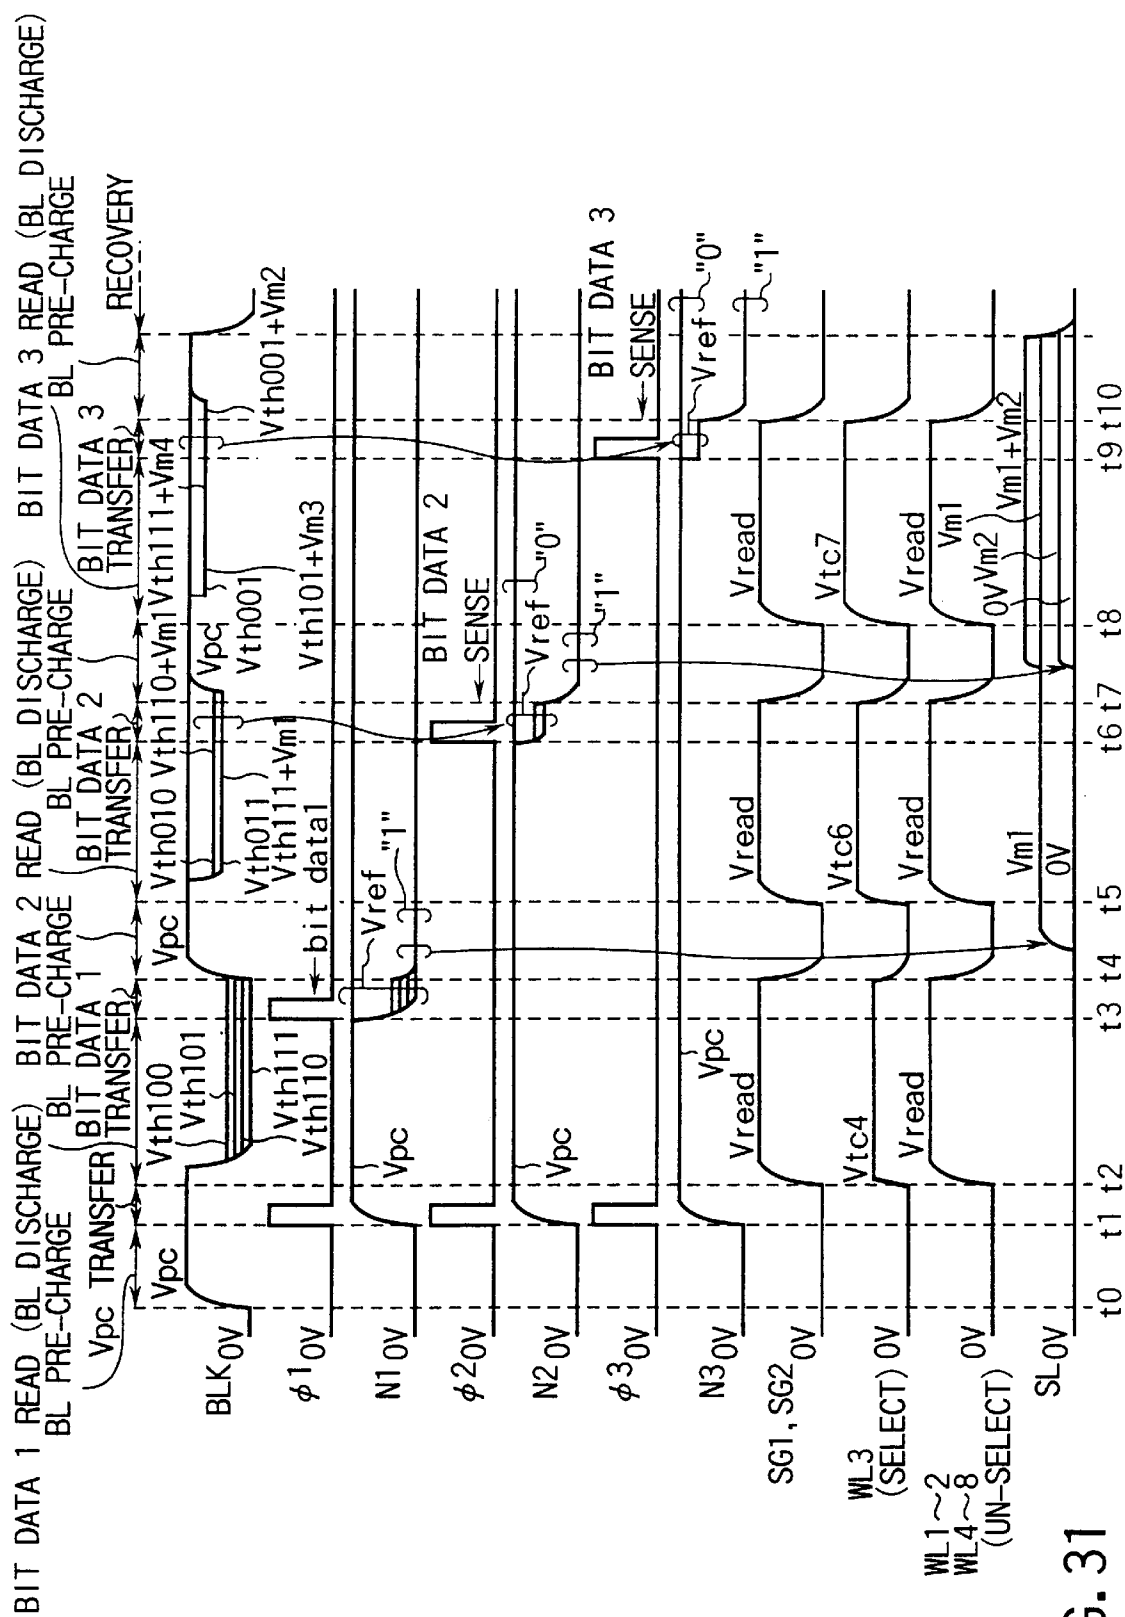 BIT DATA 1 READ (BL DISCHARGE)
BIT DATA 2 READ (BL DISCHARGE)
BIT DATA 3 READ (BL DISCHARGE)
BL PRE-CHARGE
BL PRE-CHARGE
BL PRE-CHARGE
BL PRE-CHARGE
Vpc TRANSFER
BIT DATA 1
TRANSFER
BIT DATA 2
TRANSFER
BIT DATA 3
TRANSFER
RECOVERY
BLK 0V
Vpc
Vth100
Vth101
Vth111
Vth110
Vpc
Vth010
Vth110+Vm1
Vth011
Vth111+Vm1
Vpc
Vth001
Vth111+Vm4
Vth101+Vm3
Vth001+Vm2
φ1 0V
bit data1
N1 0V
Vpc
Vref
"1"
φ2 0V
BIT DATA 2
SENSE
N2 0V
Vpc
Vref
"0"
"1"
φ3 0V
BIT DATA 3
SENSE
N3 0V
Vpc
Vref
"0"
"1"
SG1, SG2 0V
Vread
Vread
Vread
WL3
(SELECT) 0V
Vtc4
Vtc6
Vtc7
WL1~2
WL4~8
(UN-SELECT) 0V
Vread
Vread
Vread
SL 0V
Vm1
0V
0V
Vm2
Vm1
Vm1+Vm2
t0 t1 t2 t3 t4 t5 t6 t7 t8 t9 t10
G. 31